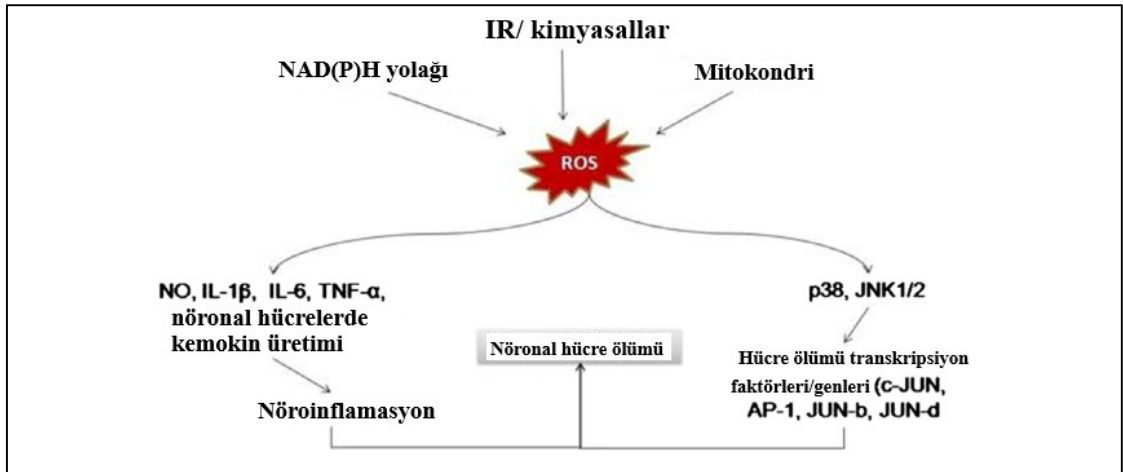 IR/ kimyasallar
NAD(P)H yolağı
Mitokondri
ROS
NO, IL-1β, IL-6, TNF-α,
nöronal hücrelerde
kemokin üretimi
Nöroinflamasyon
Nöronal hücre ölümü
p38, JNK1/2
Hücre ölümü transkripsiyon
faktörleri/genleri (c-JUN,
AP-1, JUN-b, JUN-d